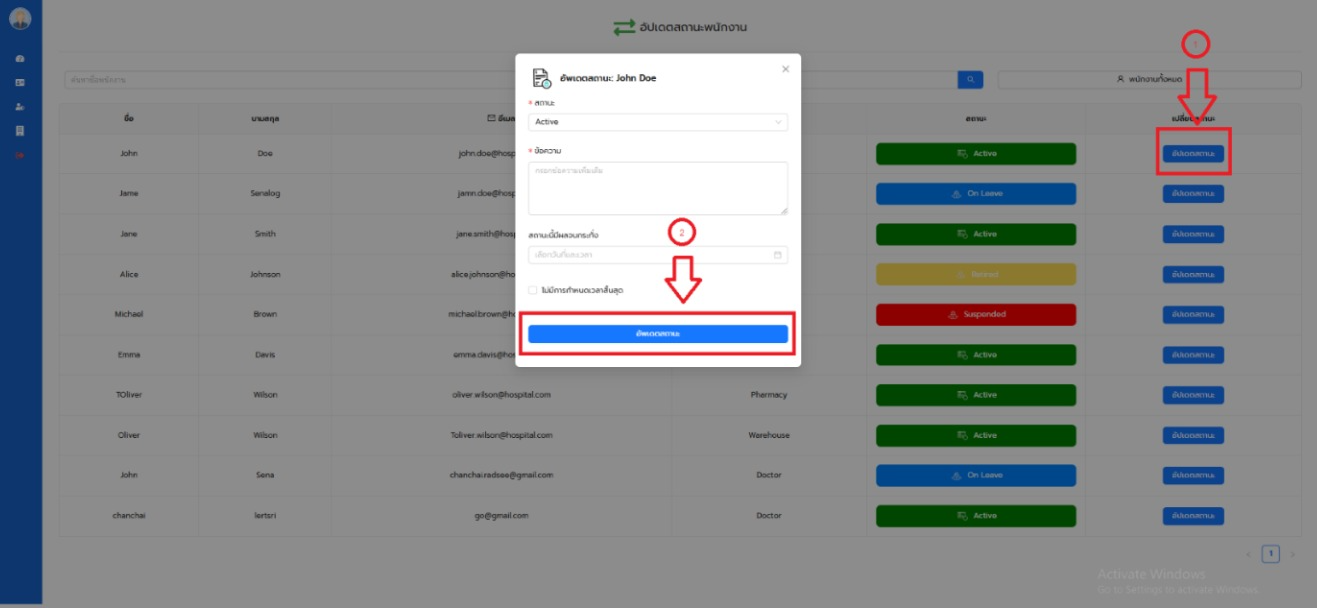 อัปเดตสถานะพนักงาน
1
ค้นหาชื่อพนักงาน
พนักงานทั้งหมด
ชื่อ นามสกุล อีเมล สถานะ เปลี่ยนสถานะ
John Doe john.doe@hosp Active อัปเดตสถานะ
Jame Senalog jamn.doe@hosp On Leave อัปเดตสถานะ
Jane Smith jane.smith@hosp Active อัปเดตสถานะ
Alice Johnson alice.johnson@ho Retired อัปเดตสถานะ
Michael Brown michael.brown@ho Suspended อัปเดตสถานะ
Emma Davis emma.davis@hos Active อัปเดตสถานะ
TOliver Wilson oliver.wilson@hospital.com Pharmacy Active อัปเดตสถานะ
Oliver Wilson Toliver.wilson@hospital.com Warehouse Active อัปเดตสถานะ
John Sena chanchai.redsee@gmail.com Doctor On Leave อัปเดตสถานะ
chanchai lertsri go@gmail.com Doctor Active อัปเดตสถานะ
อัพเดตสถานะ: John Doe
* สถานะ
Active
* ข้อความ
กรอกข้อความเพิ่มเติม
สถานะนี้มีผลจนกระทั่ง
2
เลือกวันที่และเวลา
ไม่มีการกำหนดเวลาสิ้นสุด
อัพเดตสถานะ
< 1 >
Activate Windows
Go to Settings to activate Windows.